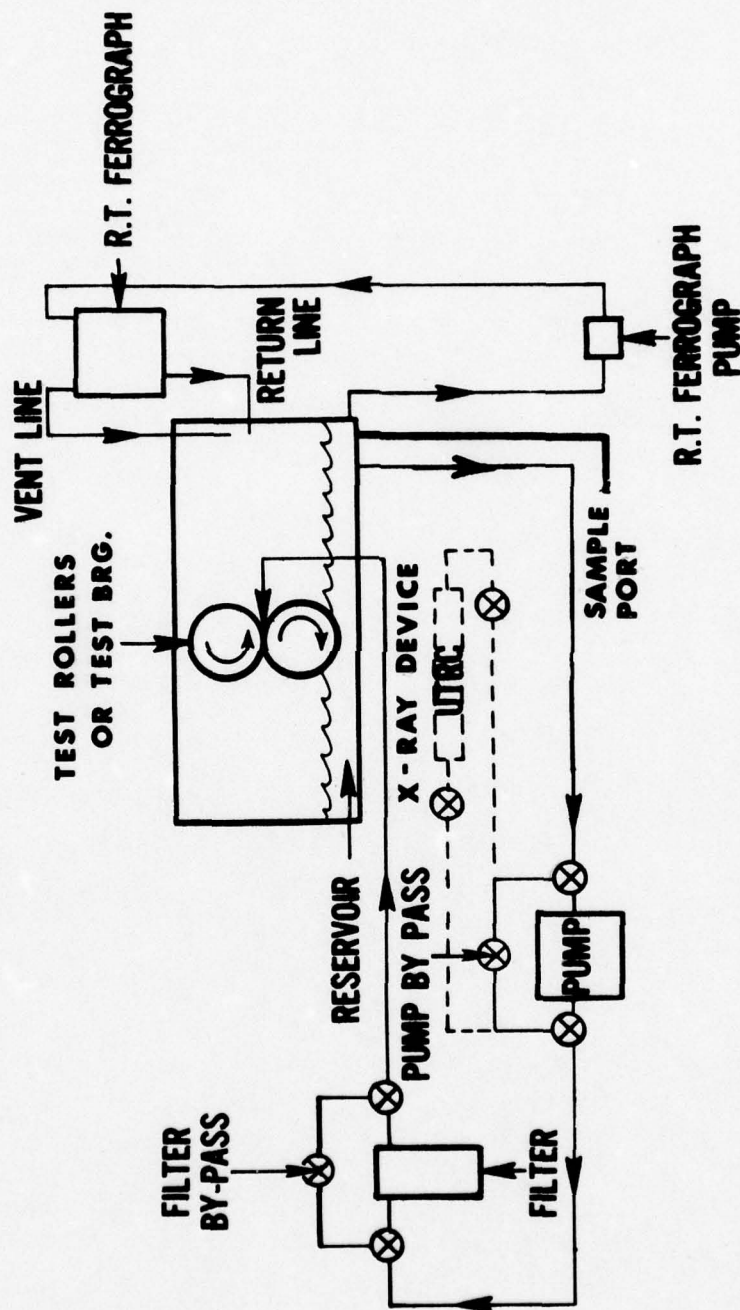 VENT LINE
R.T. FERROGRAPH
TEST ROLLERS
OR TEST BRG.
RETURN
LINE
FILTER
BY-PASS
RESERVOIR
X-RAY DEVICE
UTRC
PUMP BY PASS
SAMPLE
PORT
R.T. FERROGRAPH
PUMP
FILTER
PUMP